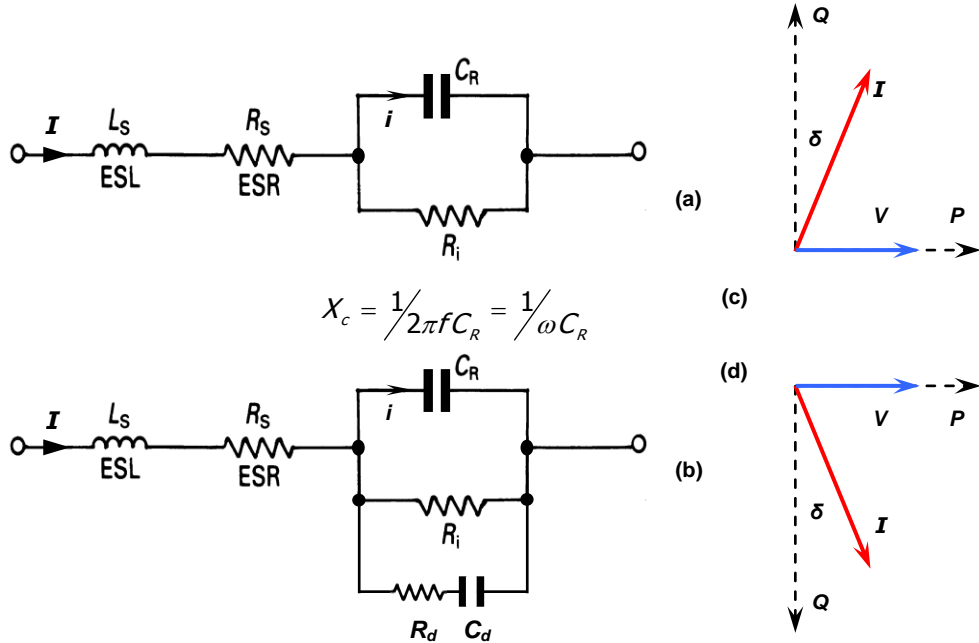 C_R
Q
I
L_S
R_S
i
I
ESL
ESR
δ
(a)
V
P
R_i
(c)
X_c = 1/2πfC_R = 1/ωC_R
C_R
(d)
I
L_S
R_S
i
V
P
ESL
ESR
(b)
R_i
δ
I
R_d
C_d
Q